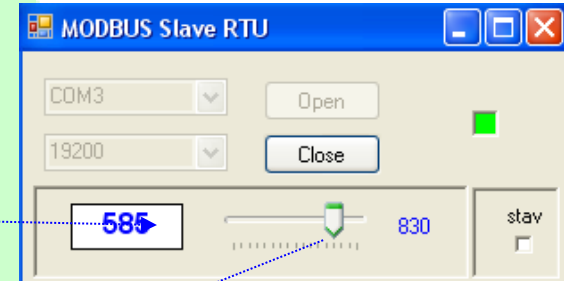 MODBUS Slave RTU
COM3
Open
19200
Close
585
830
stav